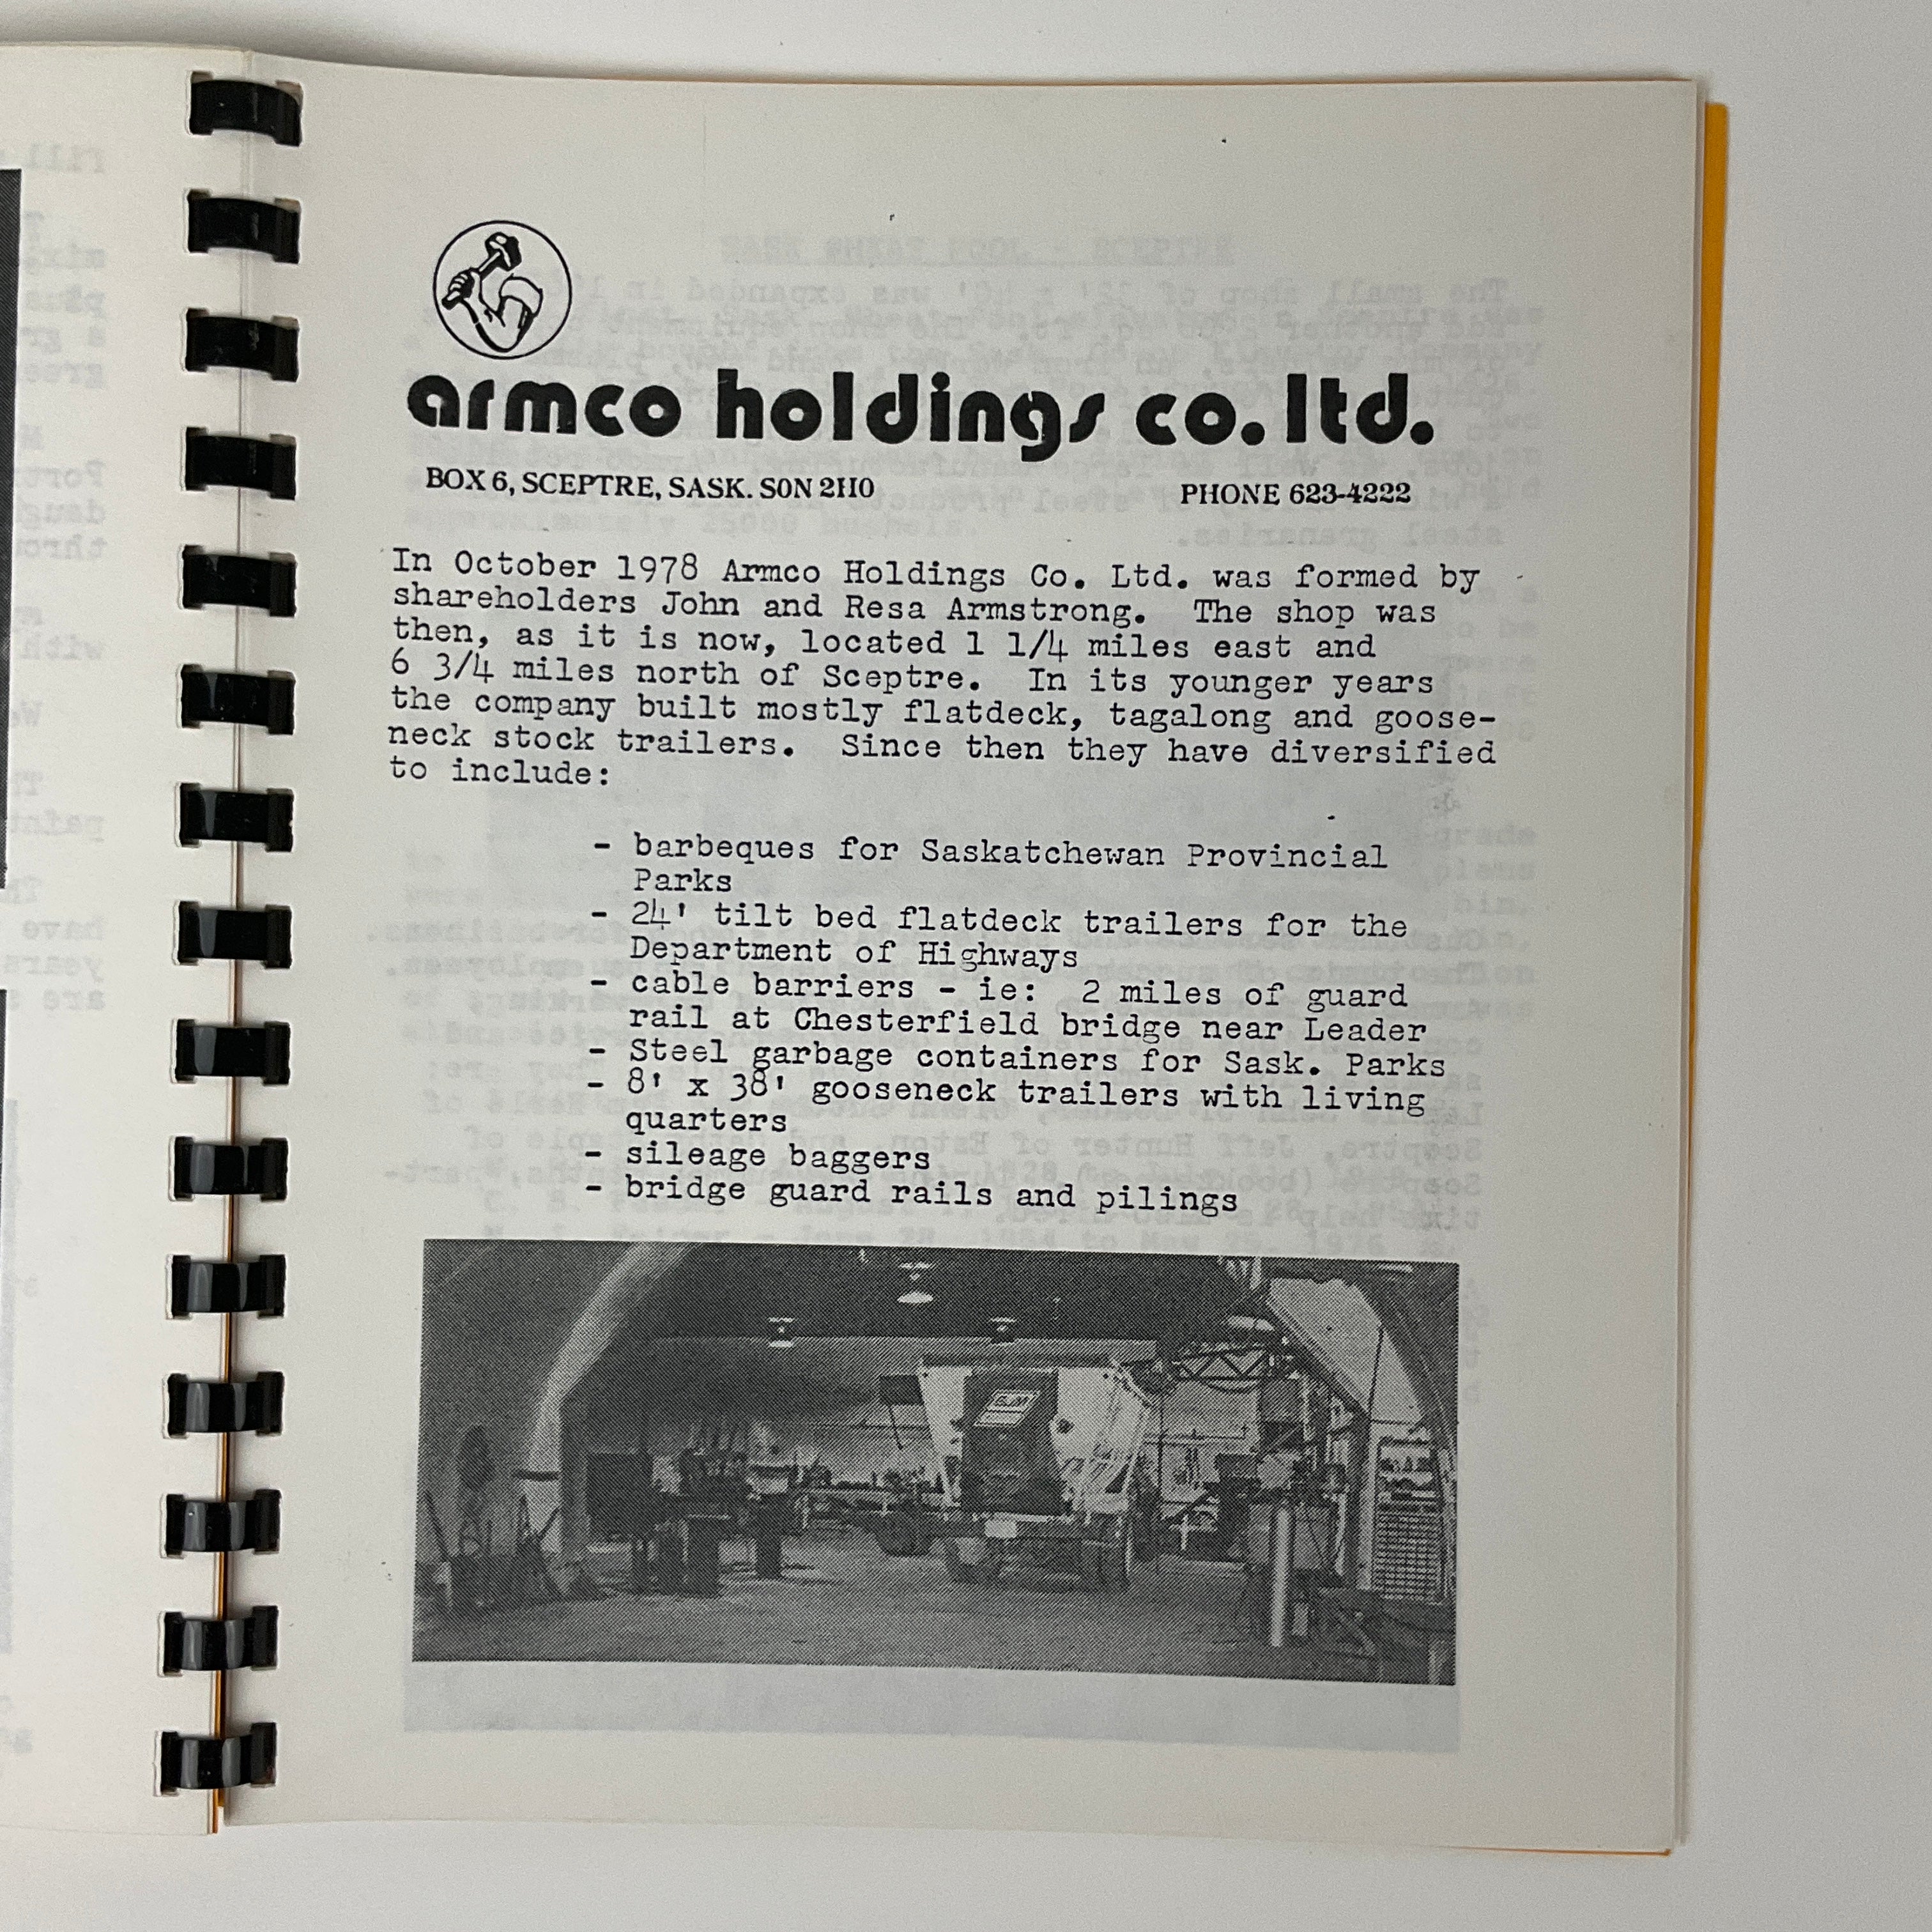 armco holdings co. ltd.
BOX 6, SCEPTRE, SASK. S0N 2H0 PHONE 623-4222
In October 1978 Armco Holdings Co. Ltd. was formed by
shareholders John and Resa Armstrong. The shop was
then, as it is now, located 1 1/4 miles east and
6 3/4 miles north of Sceptre. In its younger years
the company built mostly flatdeck, tagalong and goose-
neck stock trailers. Since then they have diversified
to include:
- barbeques for Saskatchewan Provincial
Parks
- 24' tilt bed flatdeck trailers for the
Department of Highways
- cable barriers - ie: 2 miles of guard
rail at Chesterfield bridge near Leader
- Steel garbage containers for Sask. Parks
- 8' x 38' gooseneck trailers with living
quarters
- sileage baggers
- bridge guard rails and pilings